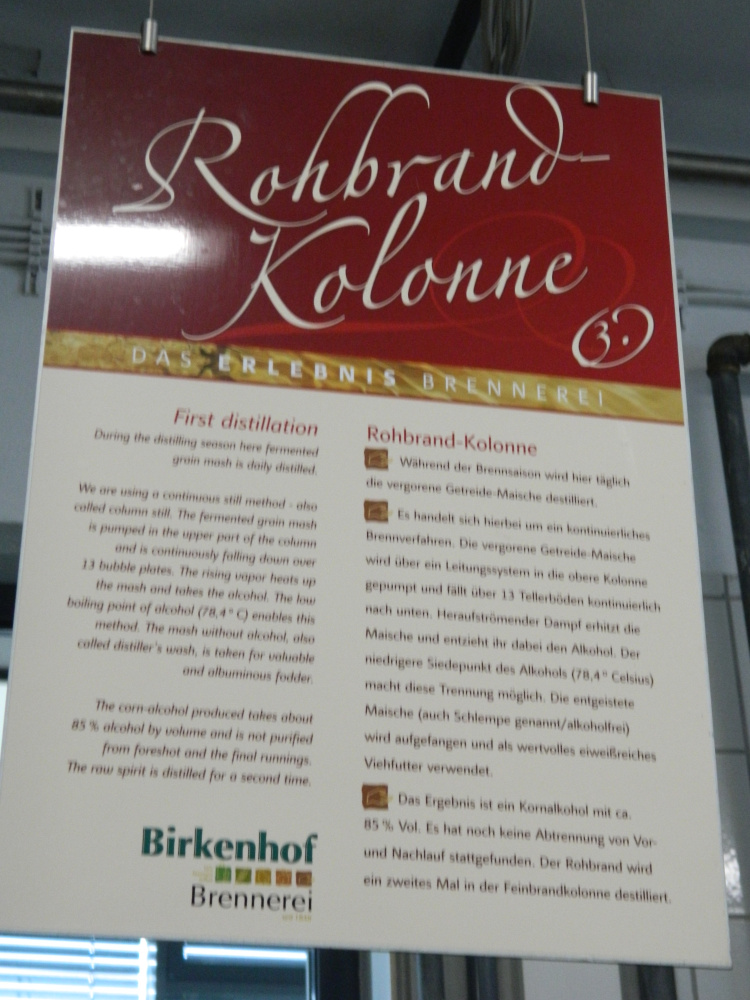 Rohbrand-
Kolonne
3.
DAS ERLEBNIS BRENNEREI
First distillation
During the distilling season here fermented
grain mash is daily distilled.
We are using a continuous still method - also
called column still. The fermented grain mash
is pumped in the upper part of the column
and is continuously falling down over
13 bubble plates. The rising vapor heats up
the mash and takes the alcohol. The low
boiling point of alcohol (78,4° C) enables this
method. The mash without alcohol, also
called distiller's wash, is taken for valuable
and albuminous fodder.
The corn-alcohol produced takes about
85 % alcohol by volume and is not purified
from foreshot and the final runnings.
The raw spirit is distilled for a second time.
Birkenhof
Brennerei
Rohbrand-Kolonne
Während der Brennsaison wird hier täglich
die vergorene Getreide-Maische destilliert.
Es handelt sich hierbei um ein kontinuierliches
Brennverfahren. Die vergorene Getreide-Maische
wird über ein Leitungssystem in die obere Kolonne
gepumpt und fällt über 13 Tellerböden kontinuierlich
nach unten. Heraufströmender Dampf erhitzt die
Maische und entzieht ihr dabei den Alkohol. Der
niedrigere Siedepunkt des Alkohols (78,4° Celsius)
macht diese Trennung möglich. Die entgeistete
Maische (auch Schlempe genannt/alkoholfrei)
wird aufgefangen und als wertvolles eiweißreiches
Viehfutter verwendet.
Das Ergebnis ist ein Kornalkohol mit ca.
85 % Vol. Es hat noch keine Abtrennung von Vor-
und Nachlauf stattgefunden. Der Rohbrand wird
ein zweites Mal in der Feinbrandkolonne destilliert.